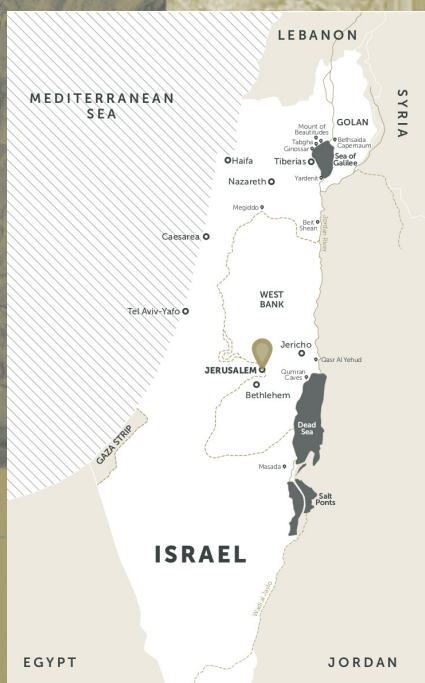 LEBANON
MEDITERRANEAN
SEA
SYRIA
GOLAN
Mount of
Beautitudes
Tabgha
Ginossar
Bethsaida
Capernaum
Haifa
Tiberias
Sea of
Galilee
Nazareth
Yardenit
Megiddo
Beit
Shean
Jordan River
Caesarea
WEST
BANK
Tel Aviv-Yafo
Jericho
Qasr Al Yehud
JERUSALEM
Qumran
Caves
Bethlehem
Dead
Sea
GAZA STRIP
Masada
Salt
Ponts
ISRAEL
EGYPT
JORDAN